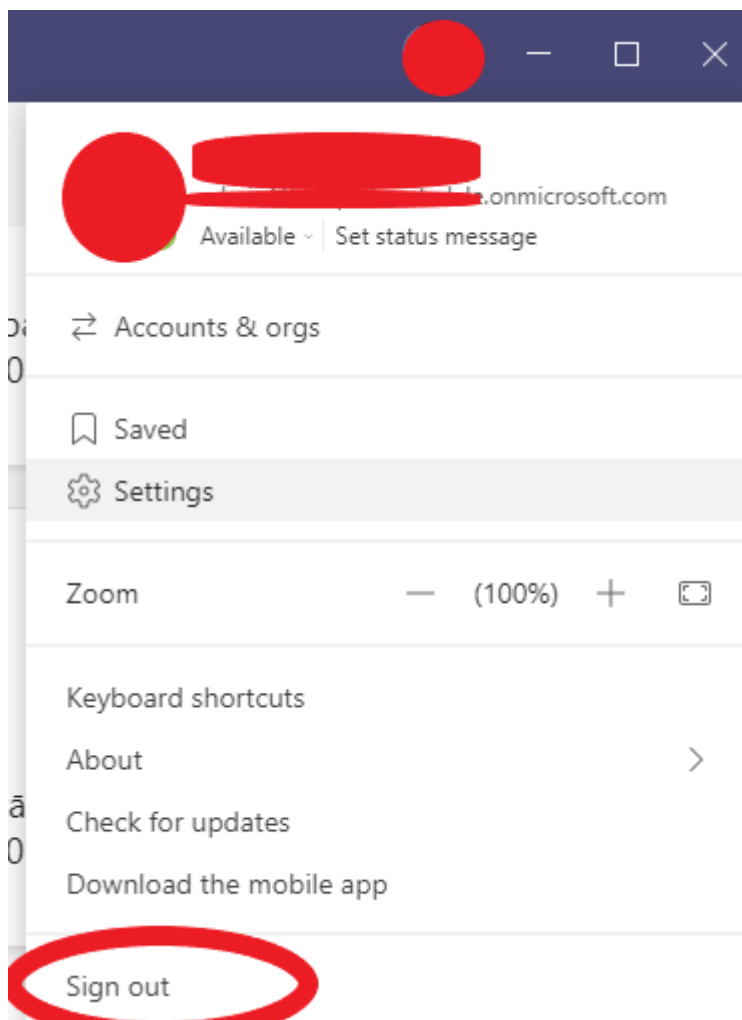 .onmicrosoft.com
Available Set status message
Accounts & orgs
Saved
Settings
Zoom (100%)
Keyboard shortcuts
About
Check for updates
Download the mobile app
Sign out